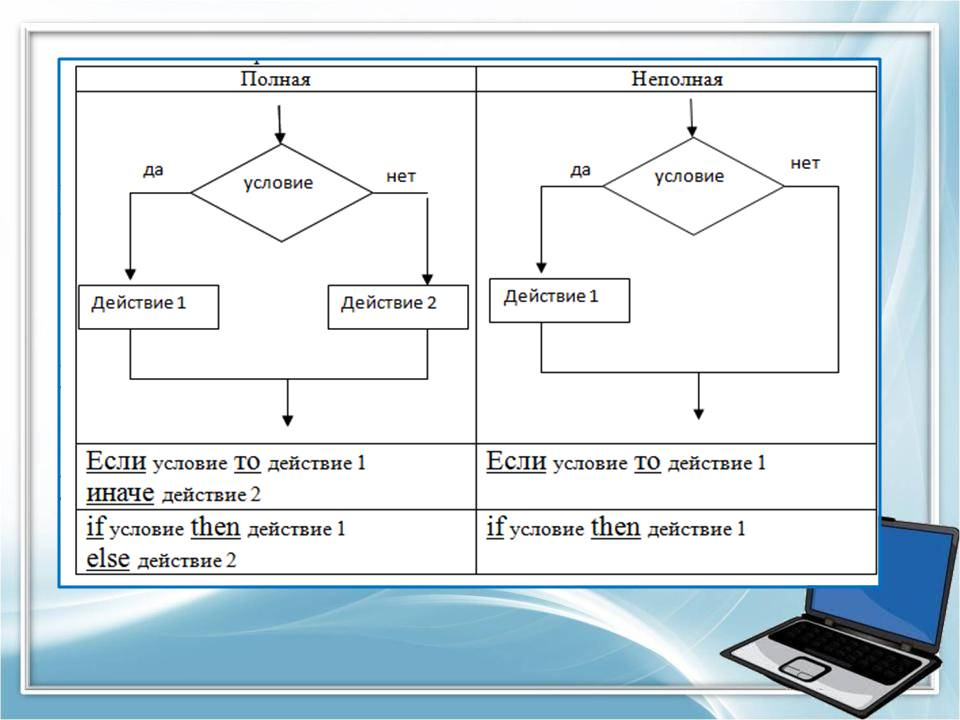 Полная
Неполная
да
условие
нет
Действие 1
Действие 2
да
условие
нет
Действие 1
Если условие то действие 1
иначе действие 2
Если условие то действие 1
if условие then действие 1
else действие 2
if условие then действие 1